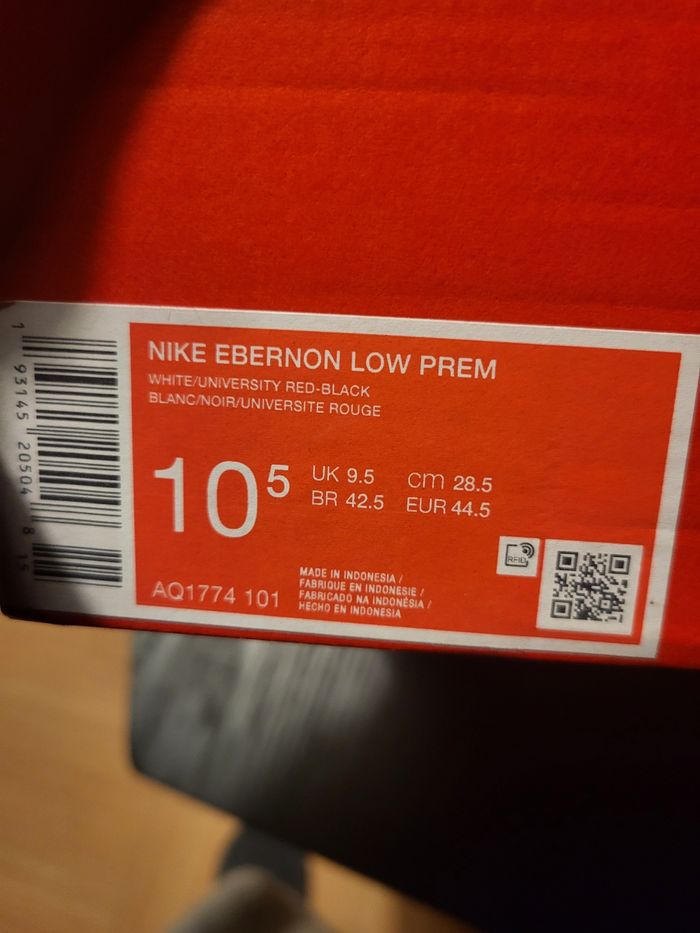 NIKE EBERNON LOW PREM
WHITE/UNIVERSITY RED-BLACK
BLANC/NOIR/UNIVERSITE ROUGE
10 5
UK 9.5 cm 28.5
BR 42.5 EUR 44.5
RFID
AQ1774 101
MADE IN INDONESIA /
FABRIQUE EN INDONESIE /
FABRICADO NA INDONÉSIA /
HECHO EN INDONESIA
1 93145 20504 8 15